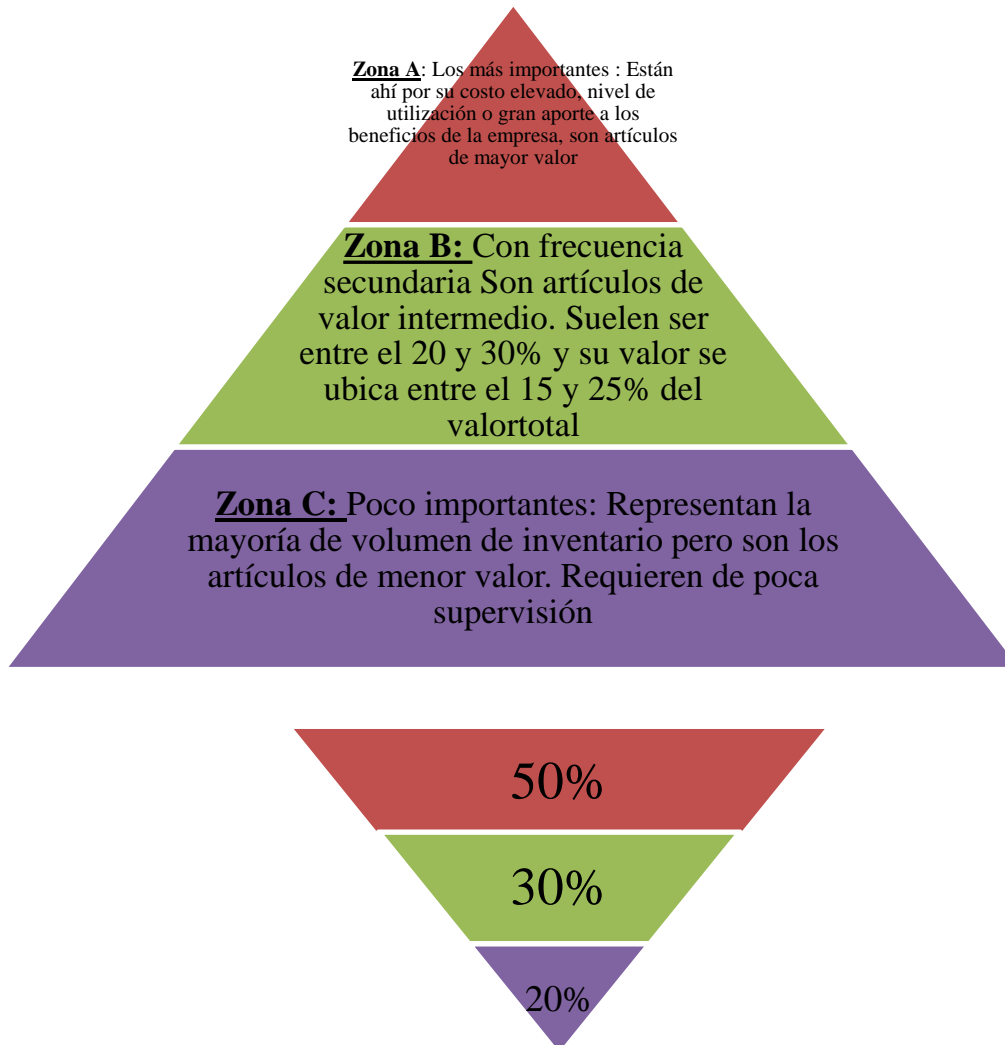 Zona A: Los más importantes : Están
ahí por su costo elevado, nivel de
utilización o gran aporte a los
beneficios de la empresa, son artículos
de mayor valor
Zona B: Con frecuencia
secundaria Son artículos de
valor intermedio. Suelen ser
entre el 20 y 30% y su valor se
ubica entre el 15 y 25% del
valortotal
Zona C: Poco importantes: Representan la
mayoría de volumen de inventario pero son los
artículos de menor valor. Requieren de poca
supervisión
50%
30%
20%